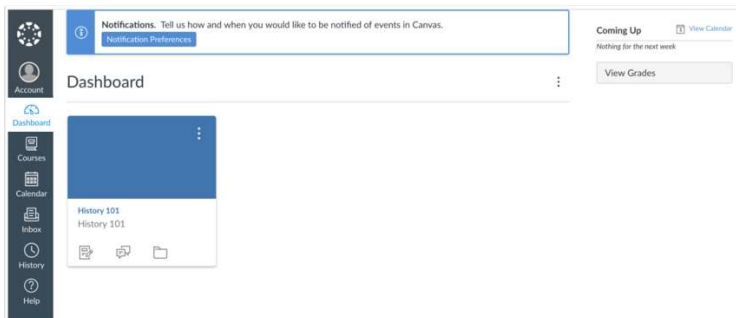 Account
Dashboard
Courses
Calendar
Inbox
History
Help
Notifications. Tell us how and when you would like to be notified of events in Canvas.
Notification Preferences
Dashboard
History 101
History 101
Coming Up
View Calendar
Nothing for the next week
View Grades